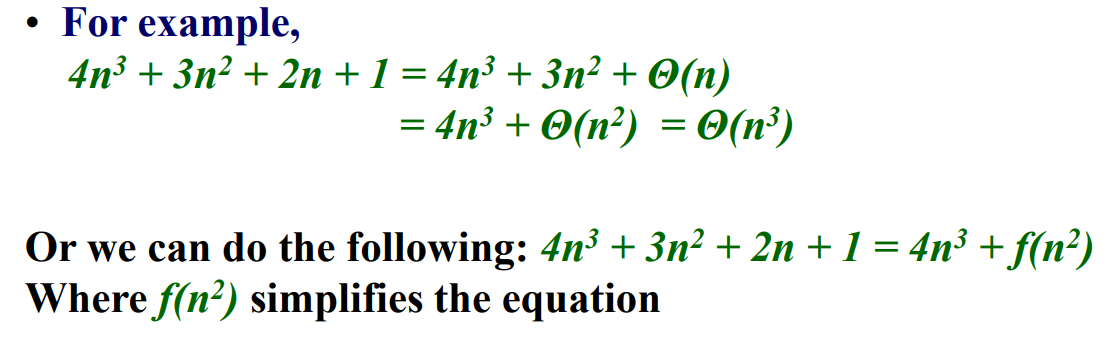 • For example,
4n³ + 3n² + 2n + 1 = 4n³ + 3n² + Θ(n)
= 4n³ + Θ(n²) = Θ(n³)
Or we can do the following: 4n³ + 3n² + 2n + 1 = 4n³ + f(n²)
Where f(n²) simplifies the equation